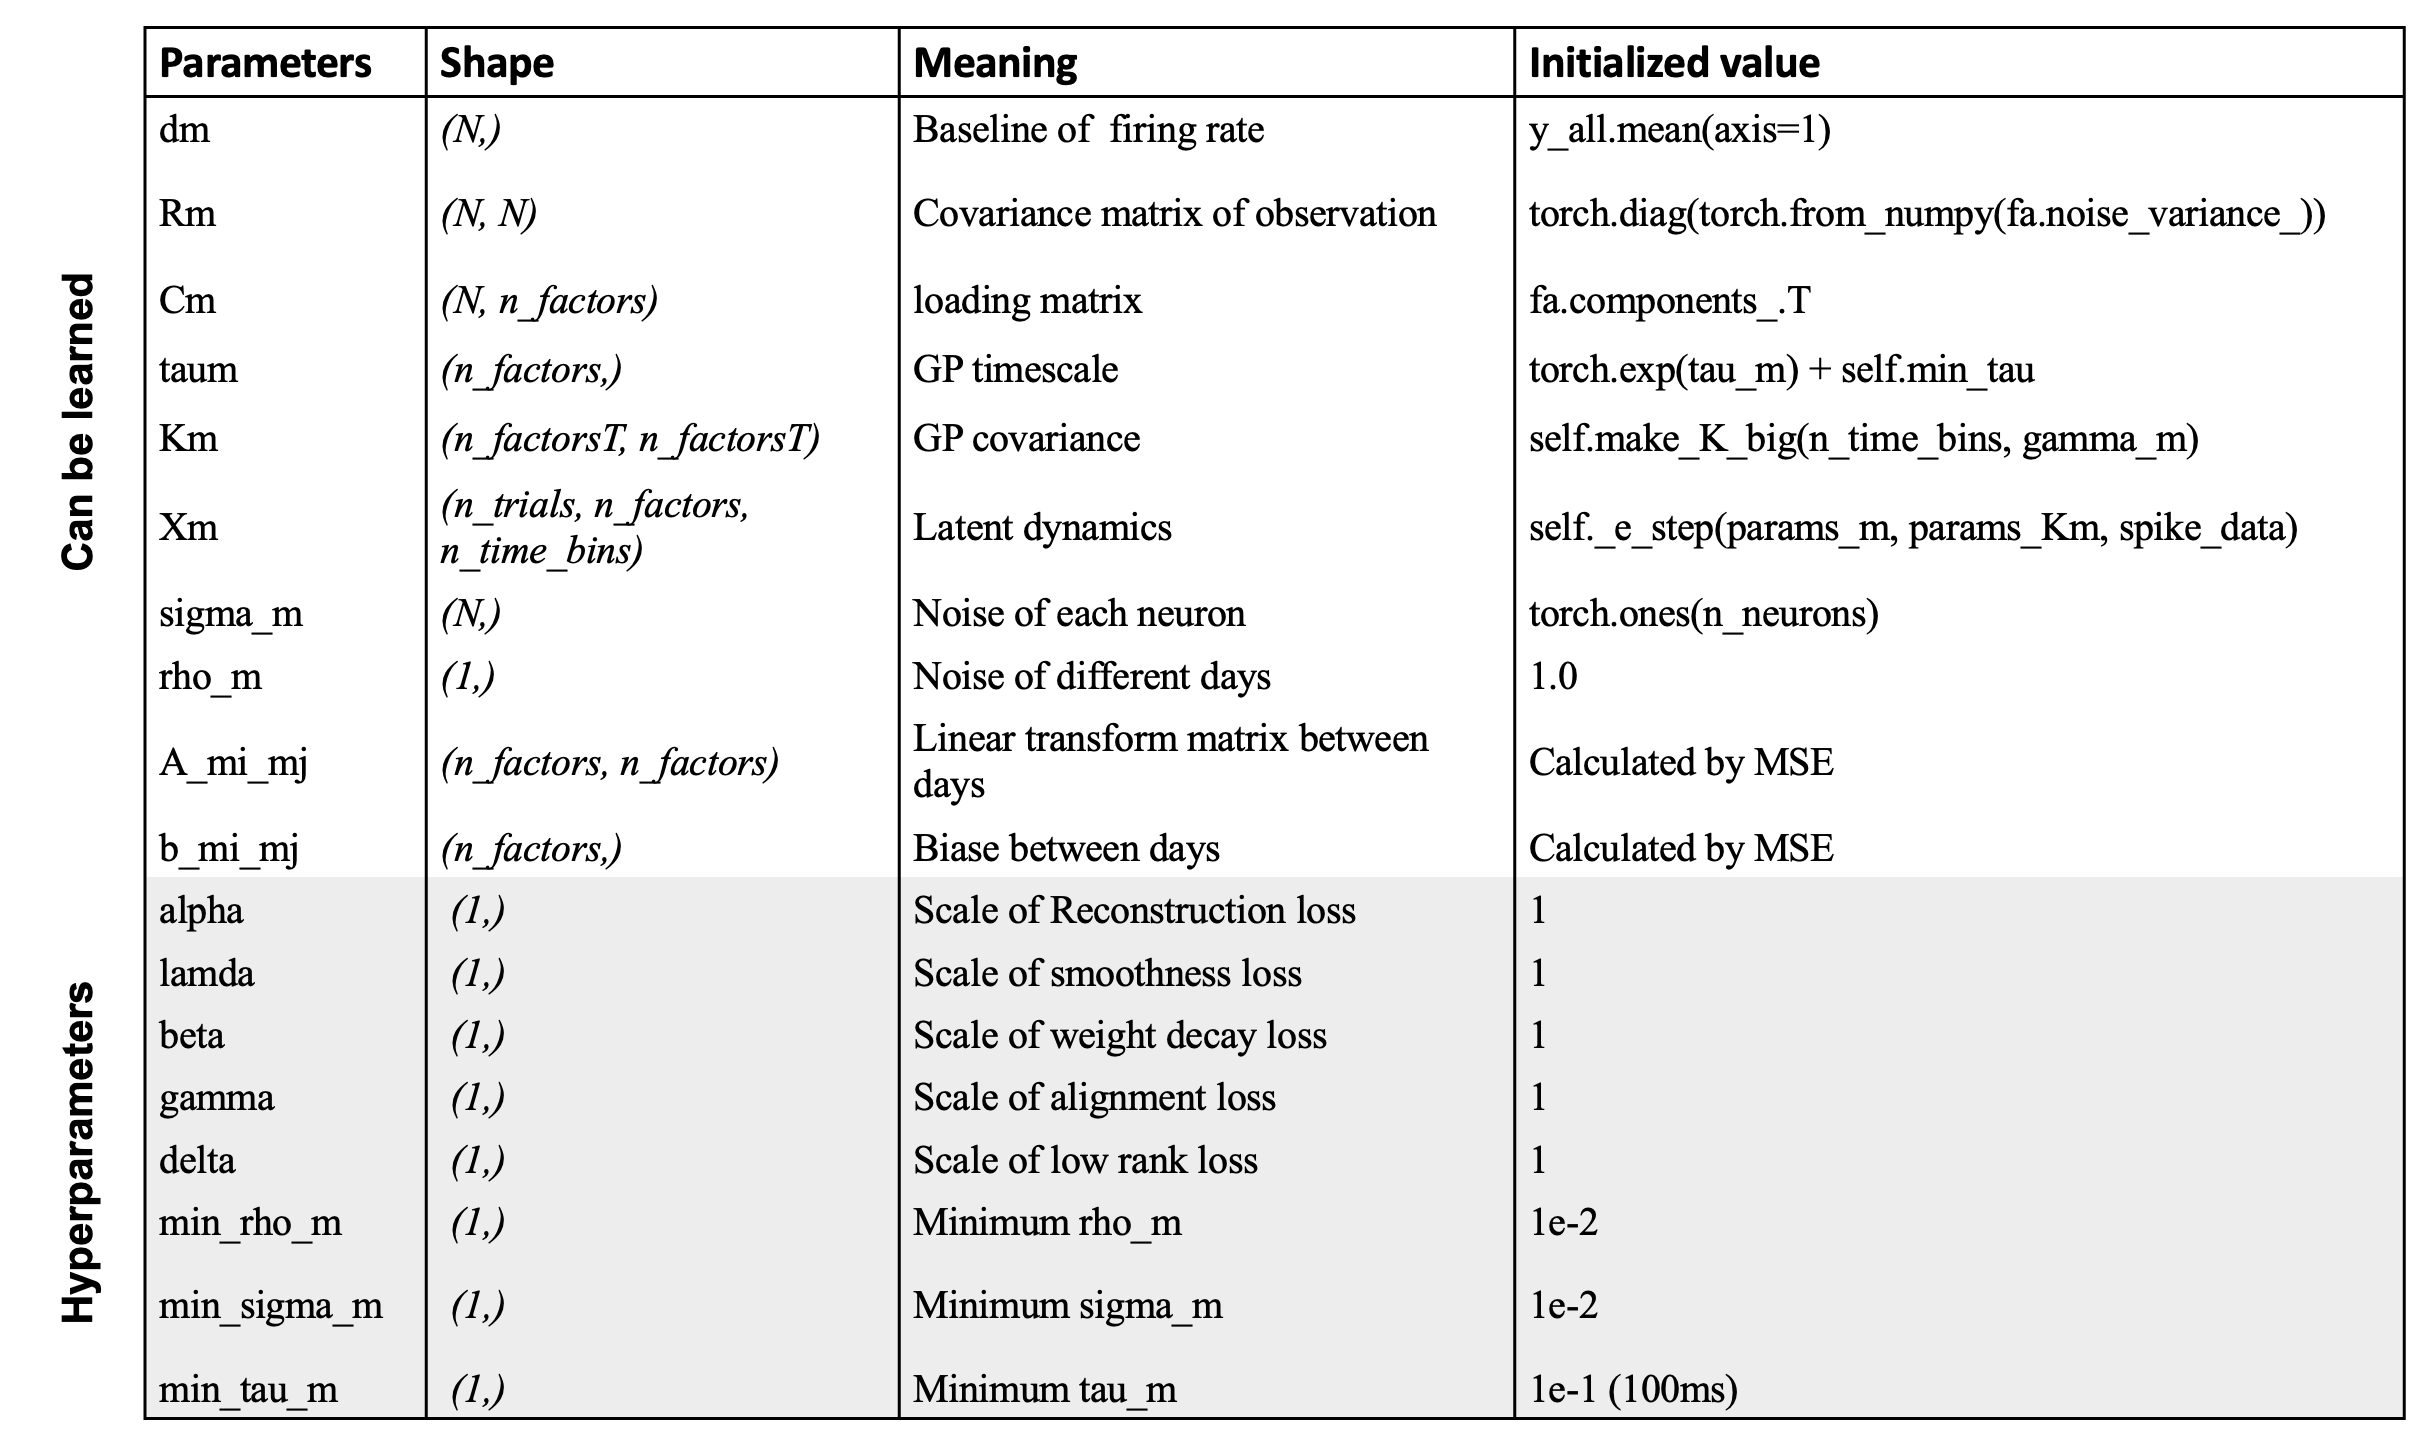 Parameters Shape Meaning Initialized value
Can be learned
dm (N,) Baseline of firing rate y_all.mean(axis=1)
Rm (N, N) Covariance matrix of observation torch.diag(torch.from_numpy(fa.noise_variance_))
Cm (N, n_factors) loading matrix fa.components_.T
taum (n_factors,) GP timescale torch.exp(tau_m) + self.min_tau
Km (n_factorsT, n_factorsT) GP covariance self.make_K_big(n_time_bins, gamma_m)
Xm (n_trials, n_factors,
n_time_bins) Latent dynamics self._e_step(params_m, params_Km, spike_data)
sigma_m (N,) Noise of each neuron torch.ones(n_neurons)
rho_m (1,) Noise of different days 1.0
A_mi_mj (n_factors, n_factors) Linear transform matrix between
days Calculated by MSE
b_mi_mj (n_factors,) Biase between days Calculated by MSE
Hyperparameters
alpha (1,) Scale of Reconstruction loss 1
lamda (1,) Scale of smoothness loss 1
beta (1,) Scale of weight decay loss 1
gamma (1,) Scale of alignment loss 1
delta (1,) Scale of low rank loss 1
min_rho_m (1,) Minimum rho_m 1e-2
min_sigma_m (1,) Minimum sigma_m 1e-2
min_tau_m (1,) Minimum tau_m 1e-1 (100ms)